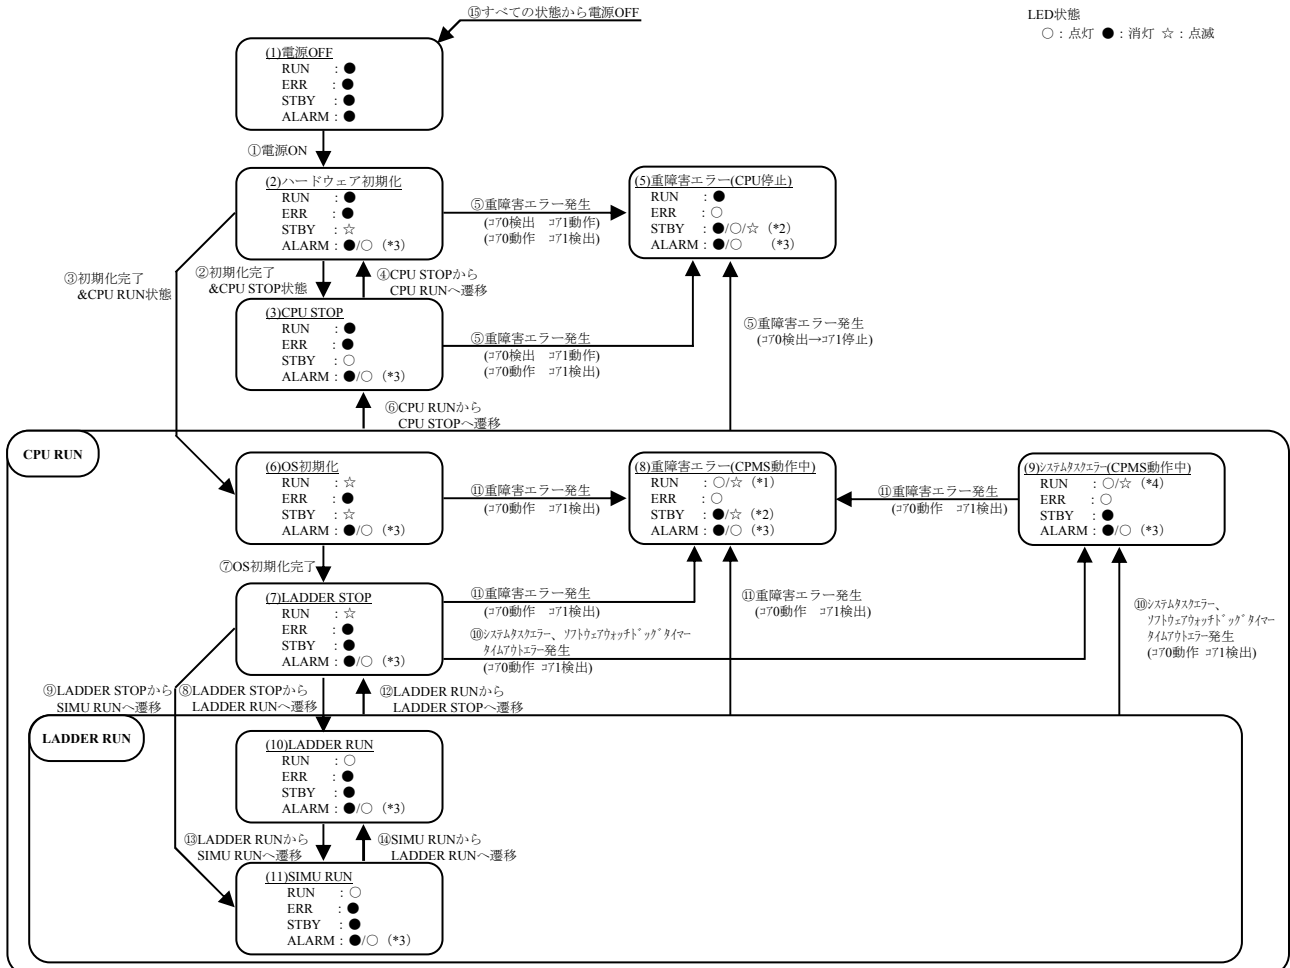 ⑮すべての状態から電源OFF
LED状態
○：点灯 ●：消灯 ☆：点滅
(1)電源OFF
RUN ：●
ERR ：●
STBY ：●
ALARM：●
①電源ON
(2)ハードウェア初期化
RUN ：●
ERR ：●
STBY ：☆
ALARM：●/○ (*3)
⑤重障害エラー発生
(ｺｱ0検出 ｺｱ1動作)
(ｺｱ0動作 ｺｱ1検出)
(5)重障害エラー(CPU停止)
RUN ：●
ERR ：○
STBY ：●/○/☆ (*2)
ALARM：●/○ (*3)
③初期化完了
&CPU RUN状態
②初期化完了
&CPU STOP状態
④CPU STOPから
CPU RUNへ遷移
(3)CPU STOP
RUN ：●
ERR ：●
STBY ：○
ALARM：●/○ (*3)
⑤重障害エラー発生
(ｺｱ0検出 ｺｱ1動作)
(ｺｱ0動作 ｺｱ1検出)
⑤重障害エラー発生
(ｺｱ0検出→ｺｱ1停止)
⑥CPU RUNから
CPU STOPへ遷移
CPU RUN
(6)OS初期化
RUN ：☆
ERR ：●
STBY ：☆
ALARM：●/○ (*3)
⑪重障害エラー発生
(ｺｱ0動作 ｺｱ1検出)
(8)重障害エラー(CPMS動作中)
RUN ：○/☆ (*1)
ERR ：○
STBY ：●/☆ (*2)
ALARM：●/○ (*3)
⑪重障害エラー発生
(ｺｱ0動作 ｺｱ1検出)
(9)ｼｽﾃﾑﾀｽｸｴﾗｰ(CPMS動作中)
RUN ：○/☆ (*4)
ERR ：○
STBY ：●
ALARM：●/○ (*3)
⑦OS初期化完了
(7)LADDER STOP
RUN ：☆
ERR ：●
STBY ：●
ALARM：●/○ (*3)
⑪重障害エラー発生
(ｺｱ0動作 ｺｱ1検出)
⑩ｼｽﾃﾑﾀｽｸｴﾗｰ、ｿﾌﾄｳｪｱｳｫｯﾁﾄﾞｯｸﾞﾀｲﾏｰ
ﾀｲﾑｱｳﾄｴﾗｰ発生
(ｺｱ0動作 ｺｱ1検出)
⑪重障害エラー発生
(ｺｱ0動作 ｺｱ1検出)
⑩ｼｽﾃﾑﾀｽｸｴﾗｰ、
ｿﾌﾄｳｪｱｳｫｯﾁﾄﾞｯｸﾞﾀｲﾏｰ
ﾀｲﾑｱｳﾄｴﾗｰ発生
(ｺｱ0動作 ｺｱ1検出)
⑨LADDER STOPから
SIMU RUNへ遷移
⑧LADDER STOPから
LADDER RUNへ遷移
⑫LADDER RUNから
LADDER STOPへ遷移
LADDER RUN
(10)LADDER RUN
RUN ：○
ERR ：●
STBY ：●
ALARM：●/○ (*3)
⑬LADDER RUNから
SIMU RUNへ遷移
⑭SIMU RUNから
LADDER RUNへ遷移
(11)SIMU RUN
RUN ：○
ERR ：●
STBY ：●
ALARM：●/○ (*3)